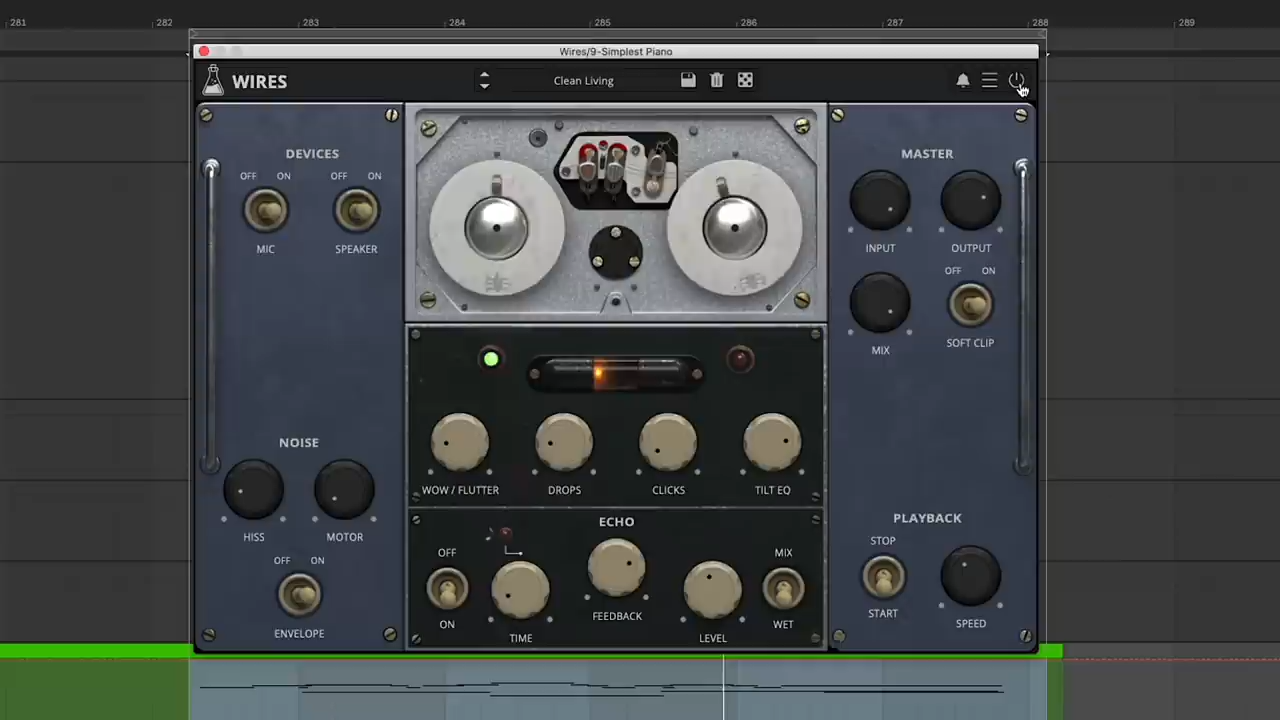 281 282 283 284 285 286 287 288 289
Wires/9-Simplest Piano
WIRES
Clean Living
DEVICES
OFF ON OFF ON
MIC SPEAKER
NOISE
HISS MOTOR
OFF ON
ENVELOPE
WOW / FLUTTER DROPS CLICKS TILT EQ
ECHO
OFF MIX
FEEDBACK
ON WET
TIME LEVEL
MASTER
INPUT OUTPUT
OFF ON
MIX SOFT CLIP
PLAYBACK
STOP
START SPEED